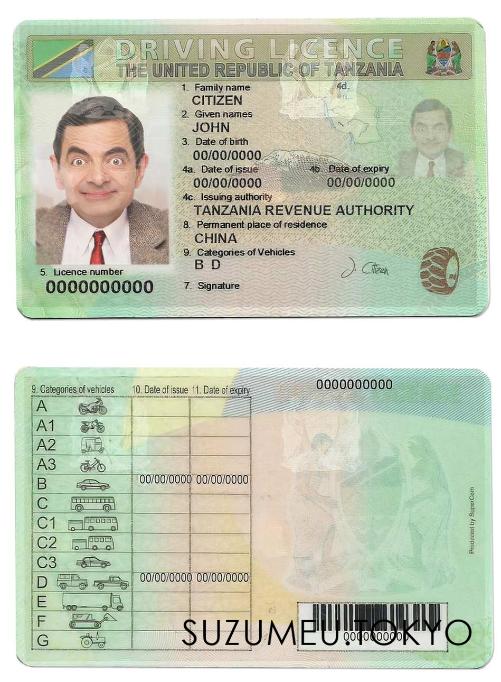 DRIVING LICENCE
THE UNITED REPUBLIC OF TANZANIA
1. Family name
4d.
CITIZEN
2. Given names
JOHN
3. Date of birth
00/00/0000
4a. Date of issue 4b. Date of expiry
00/00/0000 00/00/0000
4c. Issuing authority
TANZANIA REVENUE AUTHORITY
8. Permanent place of residence
CHINA
9. Categories of Vehicles
B D
J. Citizen
5. Licence number
0000000000
7. Signature
9. Categories of vehicles 10. Date of issue 11. Date of expiry
0000000000
A
A1
A2
A3
B 00/00/0000 00/00/0000
C
C1
C2
C3
D 00/00/0000 00/00/0000
E
F
G
Produced by SuperCom
0000000000
SUZUMEU.TOKYO